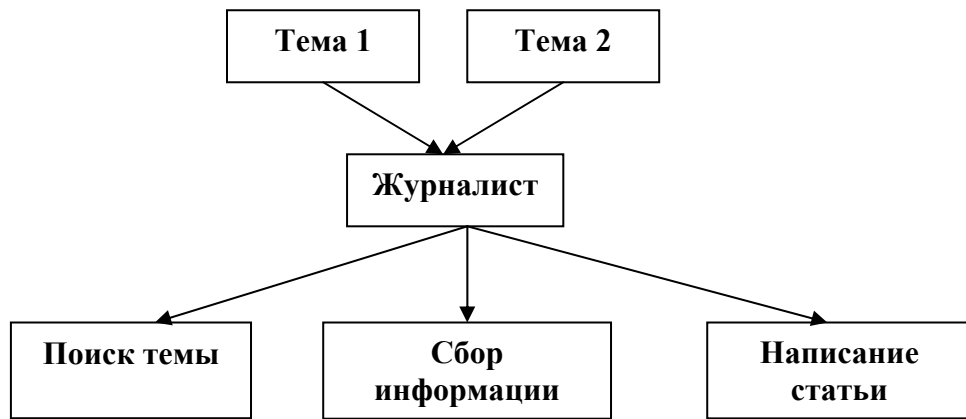 Тема 1
Тема 2
Журналист
Поиск темы
Сбор
информации
Написание
статьи